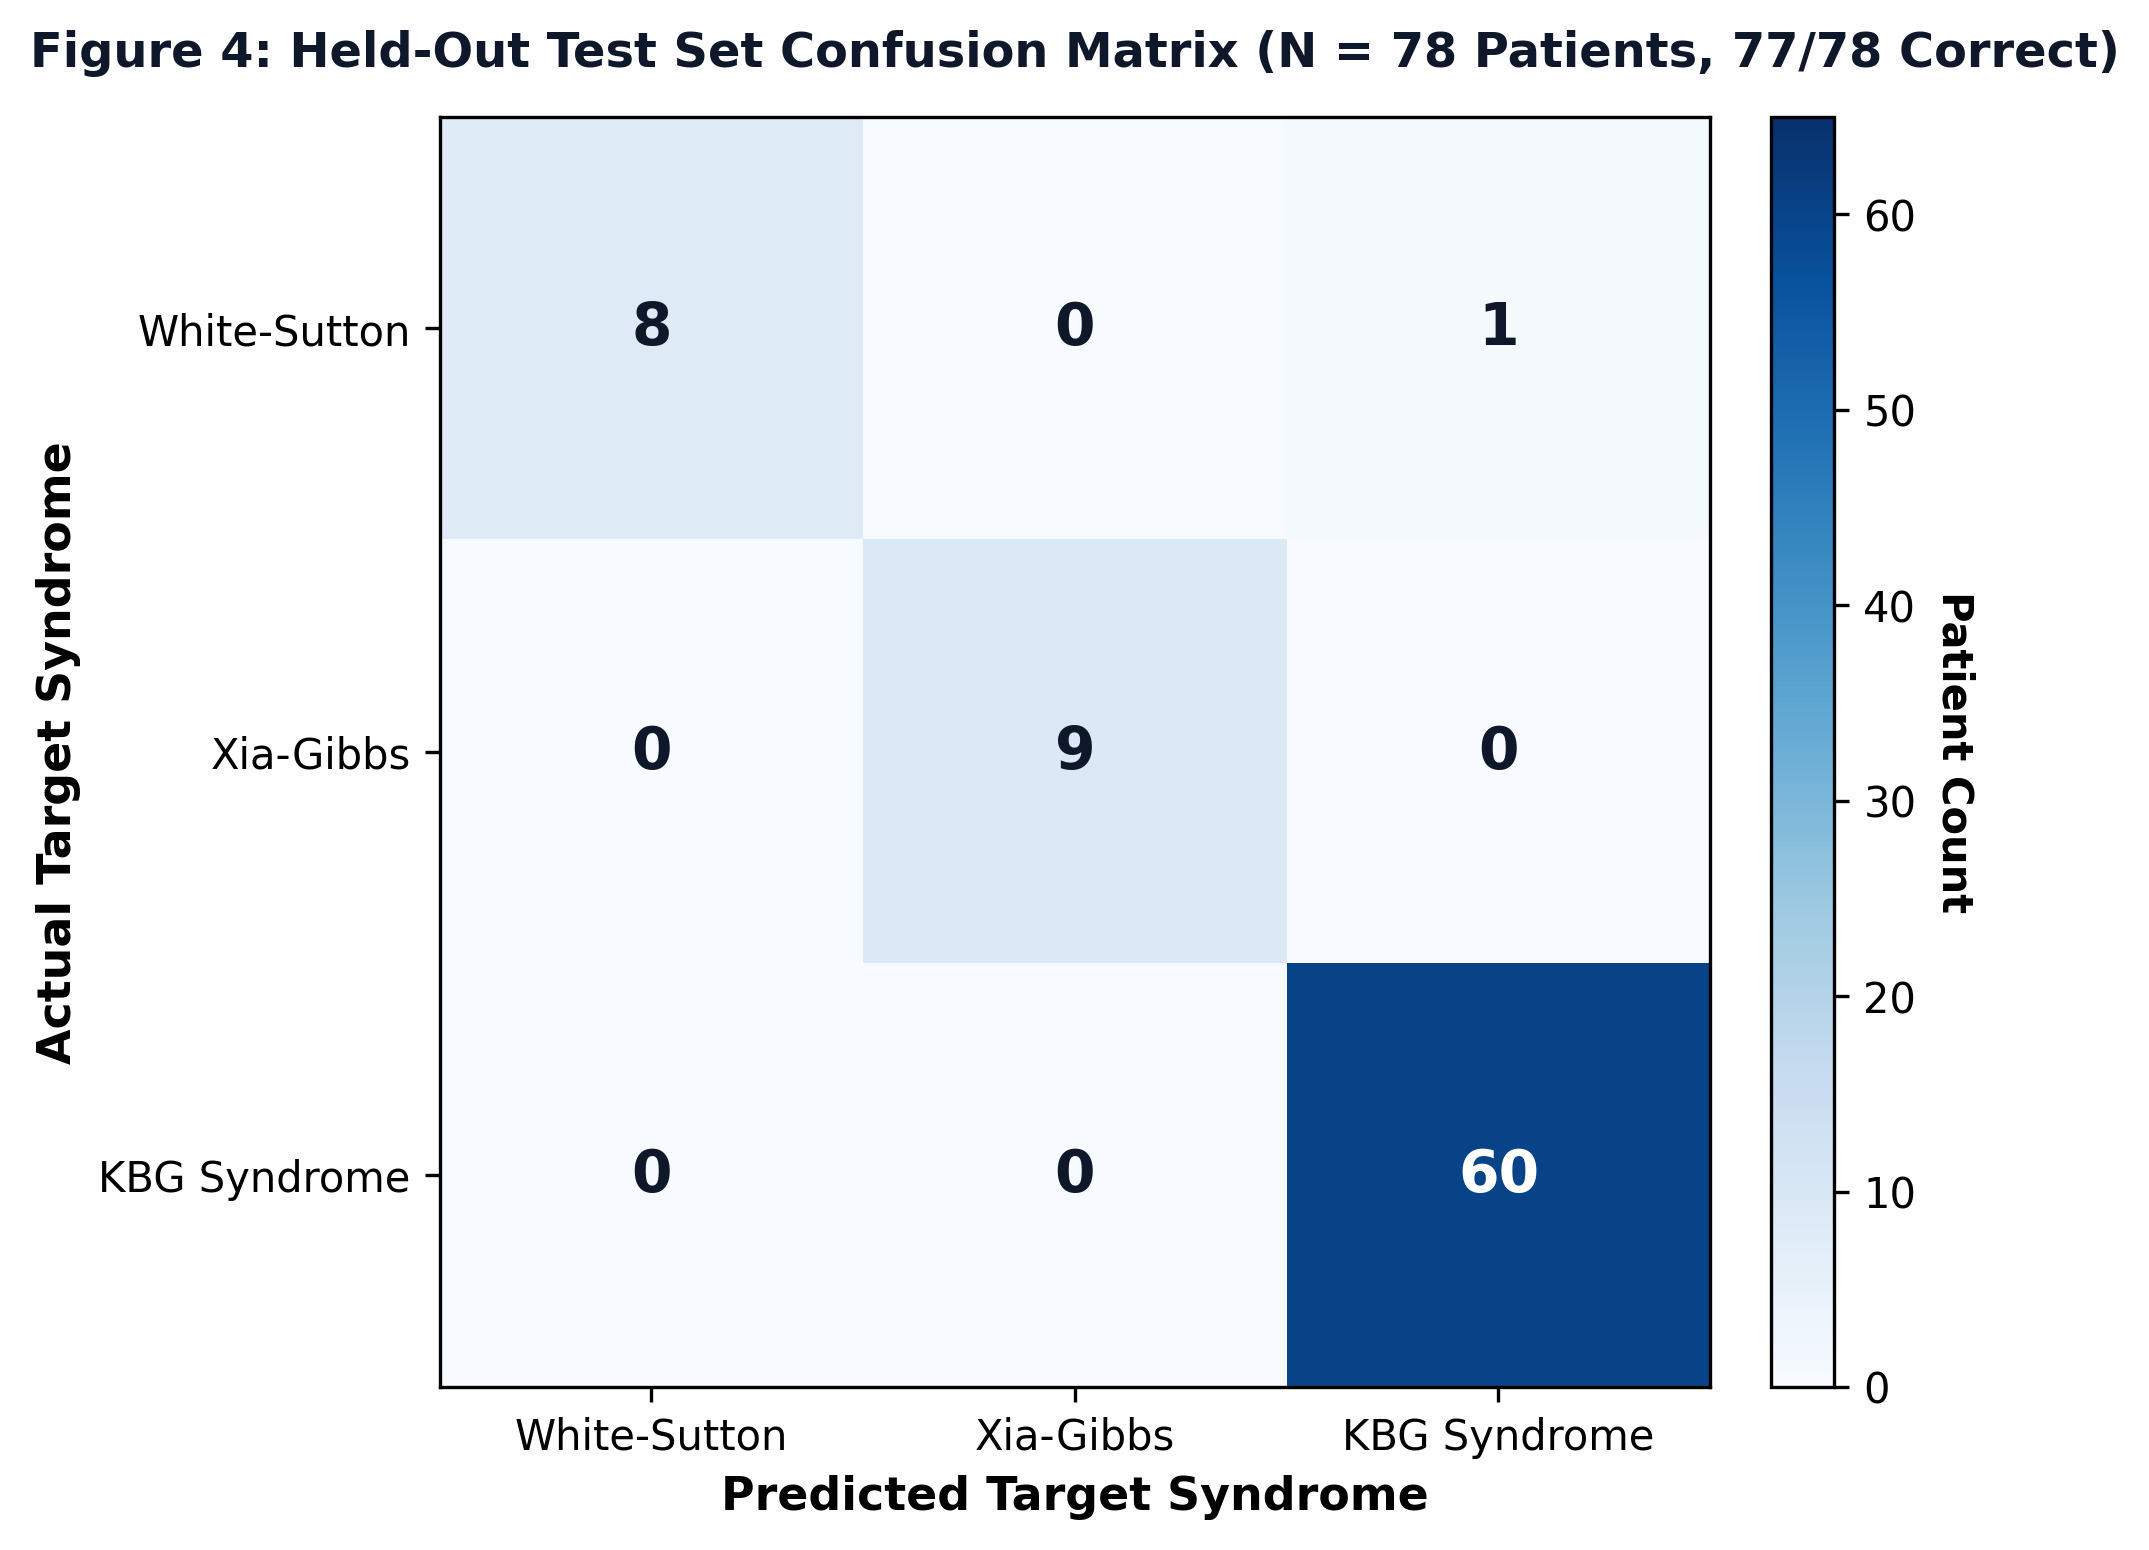 Figure 4: Held-Out Test Set Confusion Matrix (N = 78 Patients, 77/78 Correct)
Actual Target Syndrome
White-Sutton
8
0
1
Xia-Gibbs
0
9
0
KBG Syndrome
0
0
60
White-Sutton
Xia-Gibbs
KBG Syndrome
Predicted Target Syndrome
60
50
40
30
20
10
0
Patient Count